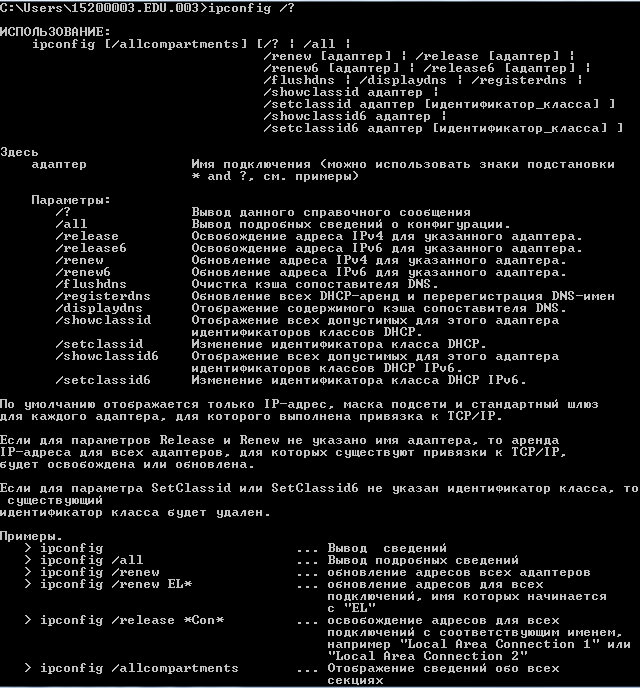 C:\Users\15200003.EDU.003>ipconfig /?
ИСПОЛЬЗОВАНИЕ:
ipconfig [/allcompartments] [/? ¦ /all ¦
/renew [адаптер] ¦ /release [адаптер] ¦
/renew6 [адаптер] ¦ /release6 [адаптер] ¦
/flushdns ¦ /displaydns ¦ /registerdns ¦
/showclassid адаптер ¦
/setclassid адаптер [идентификатор_класса] ]
/showclassid6 адаптер ¦
/setclassid6 адаптер [идентификатор_класса] ]
Здесь
адаптер Имя подключения (можно использовать знаки подстановки
* and ?, см. примеры)
Параметры:
/? Вывод данного справочного сообщения
/all Вывод подробных сведений о конфигурации.
/release Освобождение адреса IPv4 для указанного адаптера.
/release6 Освобождение адреса IPv6 для указанного адаптера.
/renew Обновление адреса IPv4 для указанного адаптера.
/renew6 Обновление адреса IPv6 для указанного адаптера.
/flushdns Очистка кэша сопоставителя DNS.
/registerdns Обновление всех DHCP-аренд и перерегистрация DNS-имен
/displaydns Отображение содержимого кэша сопоставителя DNS.
/showclassid Отображение всех допустимых для этого адаптера
идентификаторов классов DHCP.
/setclassid Изменение идентификатора класса DHCP.
/showclassid6 Отображение всех допустимых для этого адаптера
идентификаторов классов DHCP IPv6.
/setclassid6 Изменение идентификатора класса DHCP IPv6.
По умолчанию отображается только IP-адрес, маска подсети и стандартный шлюз
для каждого адаптера, для которого выполнена привязка к TCP/IP.
Если для параметров Release и Renew не указано имя адаптера, то аренда
IP-адреса для всех адаптеров, для которых существуют привязки к TCP/IP,
будет освобождена или обновлена.
Если для параметра SetClassid или SetClassid6 не указан идентификатор класса, то
существующий
идентификатор класса будет удален.
Примеры.
> ipconfig ... Вывод сведений
> ipconfig /all ... Вывод подробных сведений
> ipconfig /renew ... обновление адресов всех адаптеров
> ipconfig /renew EL* ... обновление адресов для всех
подключений, имя которых начинается
с "EL"
> ipconfig /release *Con* ... освобождение адресов для всех
подключений с соответствующим именем,
например "Local Area Connection 1" или
"Local Area Connection 2"
> ipconfig /allcompartments ... Отображение сведений обо всех
секциях